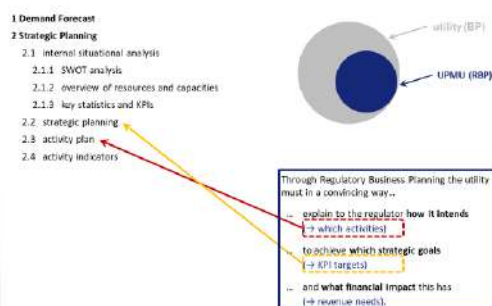 1 Demand Forecast
2 Strategic Planning
2.1 internal situational analysis
2.1.1 SWOT analysis
2.1.2 overview of resources and capacities
2.1.3 key statistics and KPIs
2.2 strategic planning
2.3 activity plan
2.4 activity indicators
utility (BP)
UPMU (RBP)
Through Regulatory Business Planning the utility
must in a convincing way...
... explain to the regulator how it intends
(→ which activities)
... to achieve which strategic goals
(→ KPI targets)
... and what financial impact this has
(→ revenue needs).